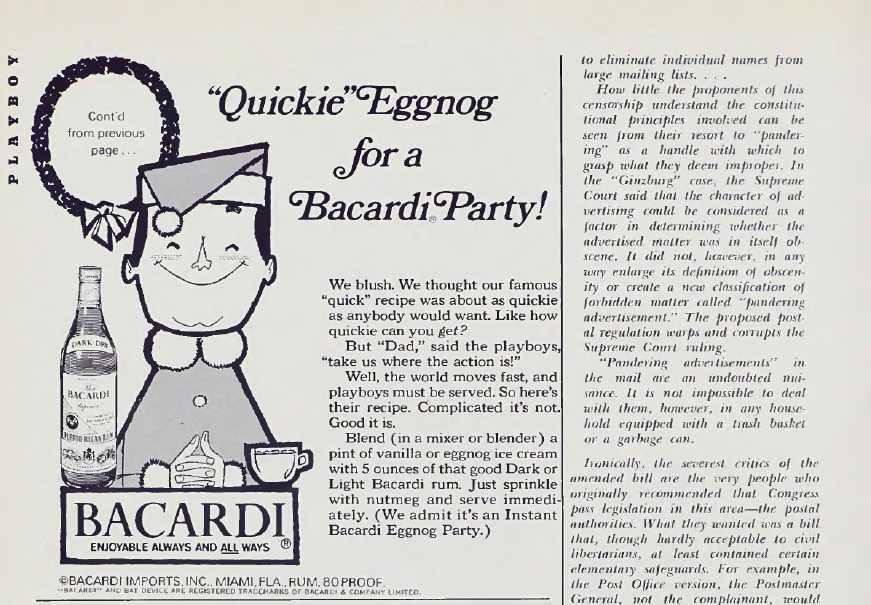 PLAYBOY
Cont'd
from previous
page...
"Quickie" Eggnog
for a
Bacardi® Party!
We blush. We thought our famous
"quick" recipe was about as quickie
as anybody would want. Like how
quickie can you get?
But "Dad," said the playboys,
"take us where the action is!"
Well, the world moves fast, and
playboys must be served. So here's
their recipe. Complicated it's not.
Good it is.
Blend (in a mixer or blender) a
pint of vanilla or eggnog ice cream
with 5 ounces of that good Dark or
Light Bacardi rum. Just sprinkle
with nutmeg and serve immedi-
ately. (We admit it's an Instant
Bacardi Eggnog Party.)
DARK·DRY
BACARDI
PUERTO RICAN RUM
BACARDI
ENJOYABLE ALWAYS AND ALL WAYS ®
©BACARDI IMPORTS, INC., MIAMI, FLA., RUM, 80 PROOF.
"BACARDI" AND BAT DEVICE ARE REGISTERED TRADEMARKS OF BACARDI & COMPANY LIMITED.
to eliminate individual names from
large mailing lists. . . .
How little the proponents of this
censorship understand the constitu-
tional principles involved can be
seen from their resort to "pander-
ing" as a handle with which to
grasp what they deem improper. In
the "Ginzburg" case, the Supreme
Court said that the character of ad-
vertising could be considered as a
factor in determining whether the
advertised matter was in itself ob-
scene. It did not, however, in any
way enlarge its definition of obscen-
ity or create a new classification of
forbidden matter called "pandering
advertisement." The proposed post-
al regulation warps and corrupts the
Supreme Court ruling.
"Pandering advertisements" in
the mail are an undoubted nui-
sance. It is not impossible to deal
with them, however, in any house-
hold equipped with a trash basket
or a garbage can.
Ironically, the severest critics of the
amended bill are the very people who
originally recommended that Congress
pass legislation in this area—the postal
authorities. What they wanted was a bill
that, though hardly acceptable to civil
libertarians, at least contained certain
elementary safeguards. For example, in
the Post Office version, the Postmaster
General, not the complainant, would